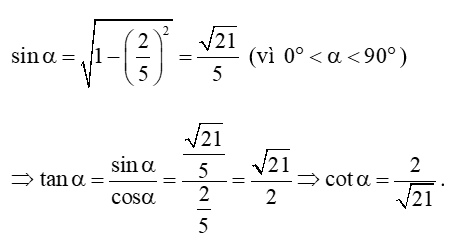 sin α = √(1 − (2/5)²) = √21/5 (vì 0° < α < 90°)
⇒ tan α = sin α/cosα = (√21/5)/(2/5) = √21/2 ⇒ cot α = 2/√21.